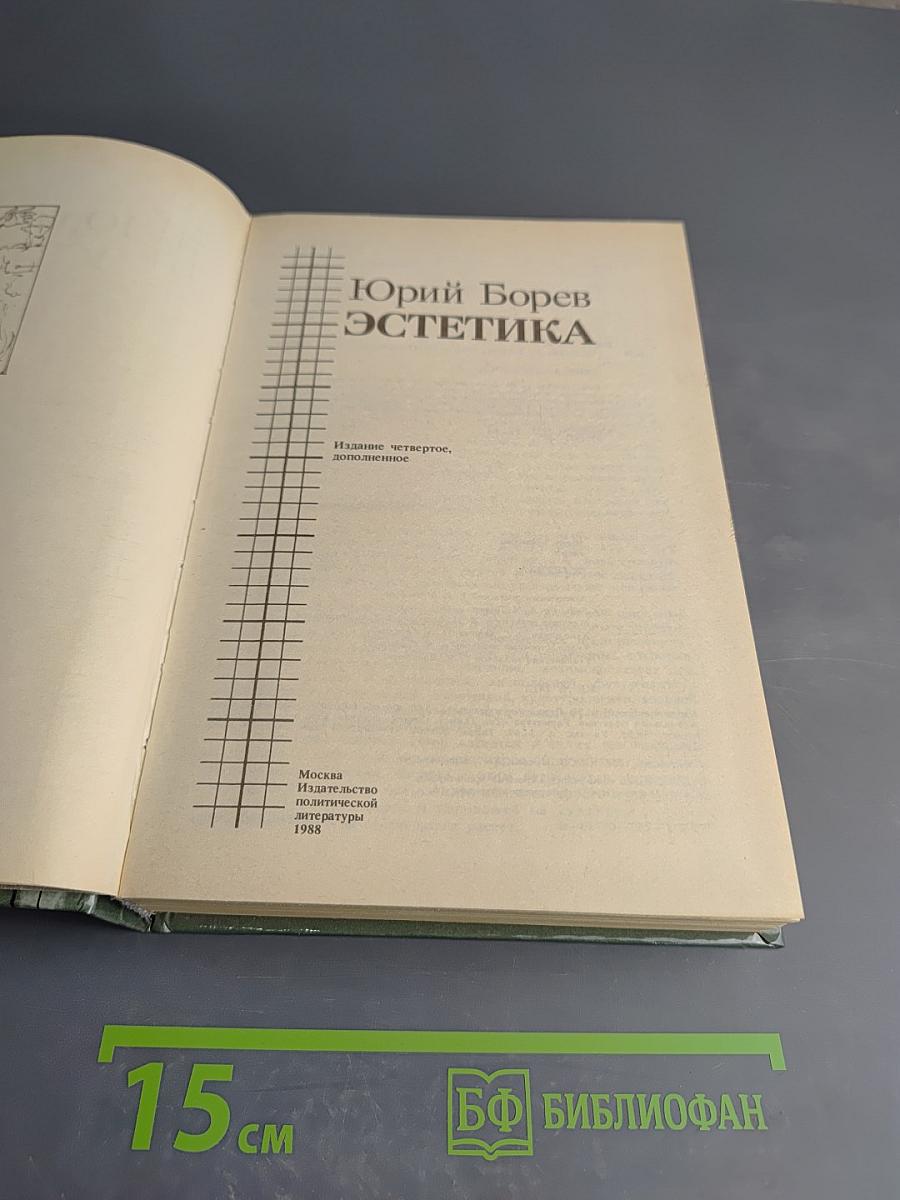 Юрий Борев
ЭСТЕТИКА
Издание четвертое,
дополненное
Москва
Издательство
политической
литературы
1988
15 см
БФ БИБЛИОФАН